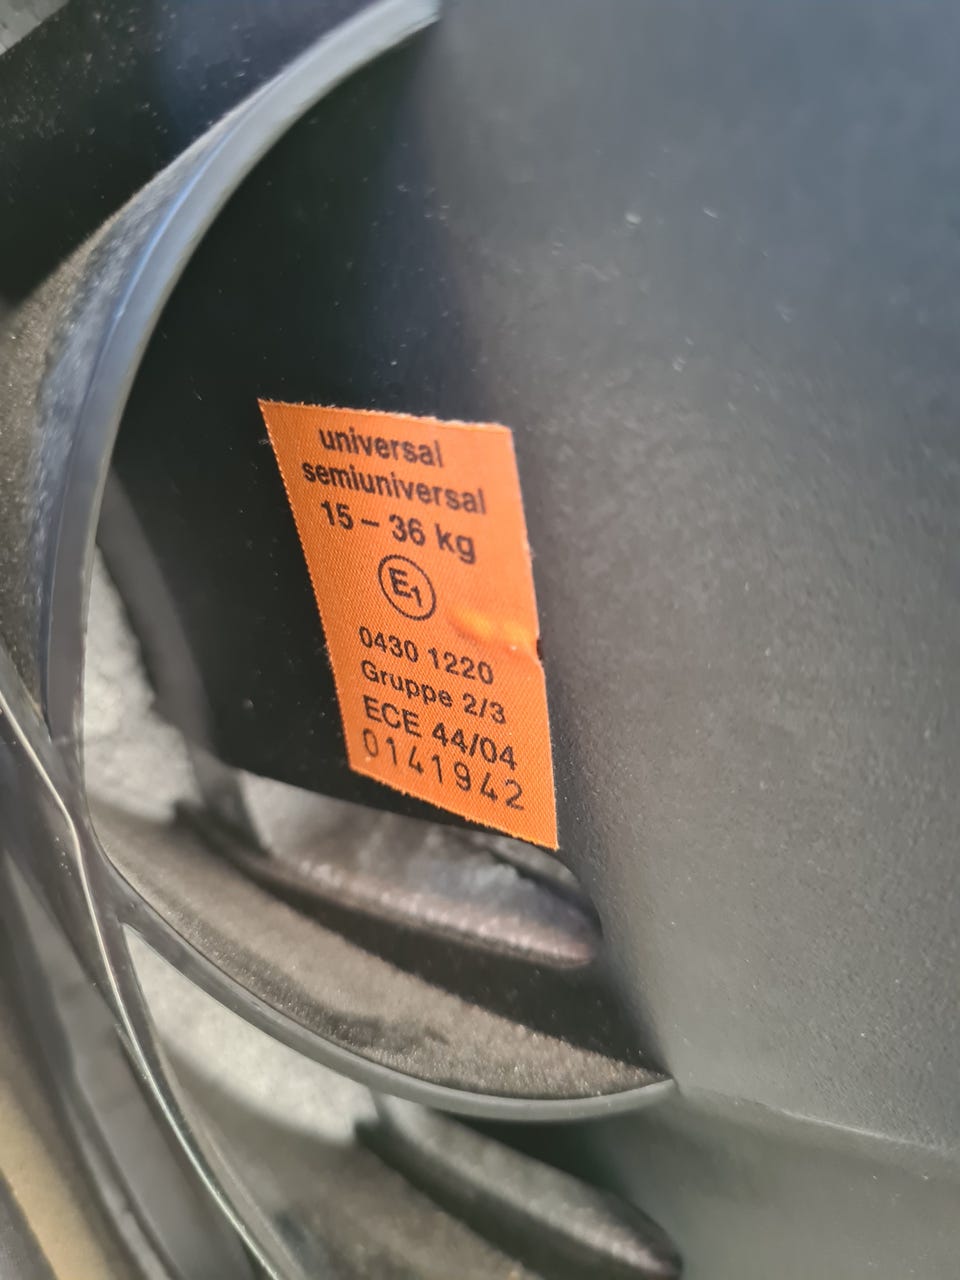 universal
semiuniversal
15 – 36 kg
E1
0430 1220
Gruppe 2/3
ECE 44/04
0141942